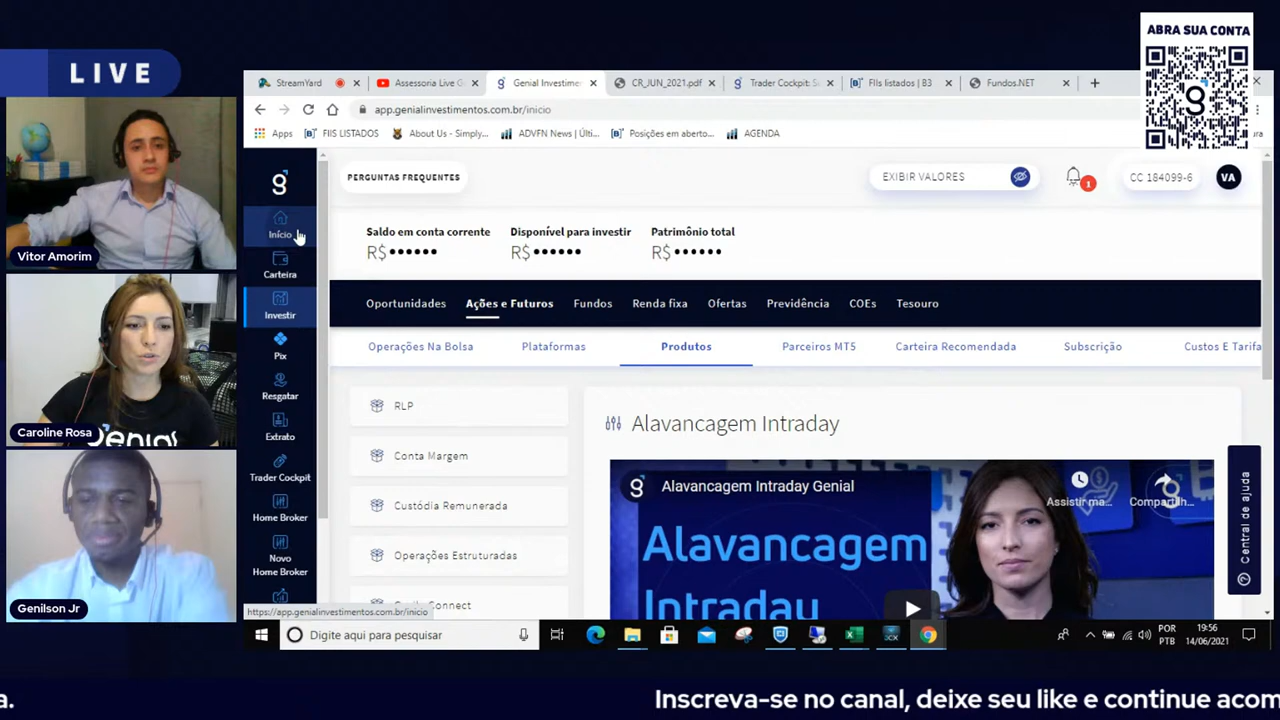 LIVE
ABRA SUA CONTA
Vitor Amorim
Caroline Rosa
Genilson Jr
StreamYard
Assessoria Live G
Genial Investime
CR_JUN_2021.pdf
Trader Cockpit: S
FIIs listados | B3
Fundos.NET
app.genialinvestimentos.com.br/inicio
Apps
FIIS LISTADOS
About Us - Simply...
ADVFN News | Últi...
Posições em aberto...
AGENDA
PERGUNTAS FREQUENTES
EXIBIR VALORES
1
CC 184099-6
VA
Saldo em conta corrente
R$••••••
Disponível para investir
R$••••••
Patrimônio total
R$••••••
Início
Carteira
Investir
Pix
Resgatar
Extrato
Trader Cockpit
Home Broker
Novo
Home Broker
Oportunidades
Ações e Futuros
Fundos
Renda fixa
Ofertas
Previdência
COEs
Tesouro
Operações Na Bolsa
Plataformas
Produtos
Parceiros MT5
Carteira Recomendada
Subscrição
Custos E Tarifa
RLP
Conta Margem
Custódia Remunerada
Operações Estruturadas
Connect
Alavancagem Intraday
Alavancagem Intraday Genial
Assistir ma...
Compartilh...
Alavancagem
Intraday
Central de ajuda
https://app.genialinvestimentos.com.br/inicio
Digite aqui para pesquisar
POR
PTB
19:56
14/06/2021
a.
Inscreva-se no canal, deixe seu like e continue acom